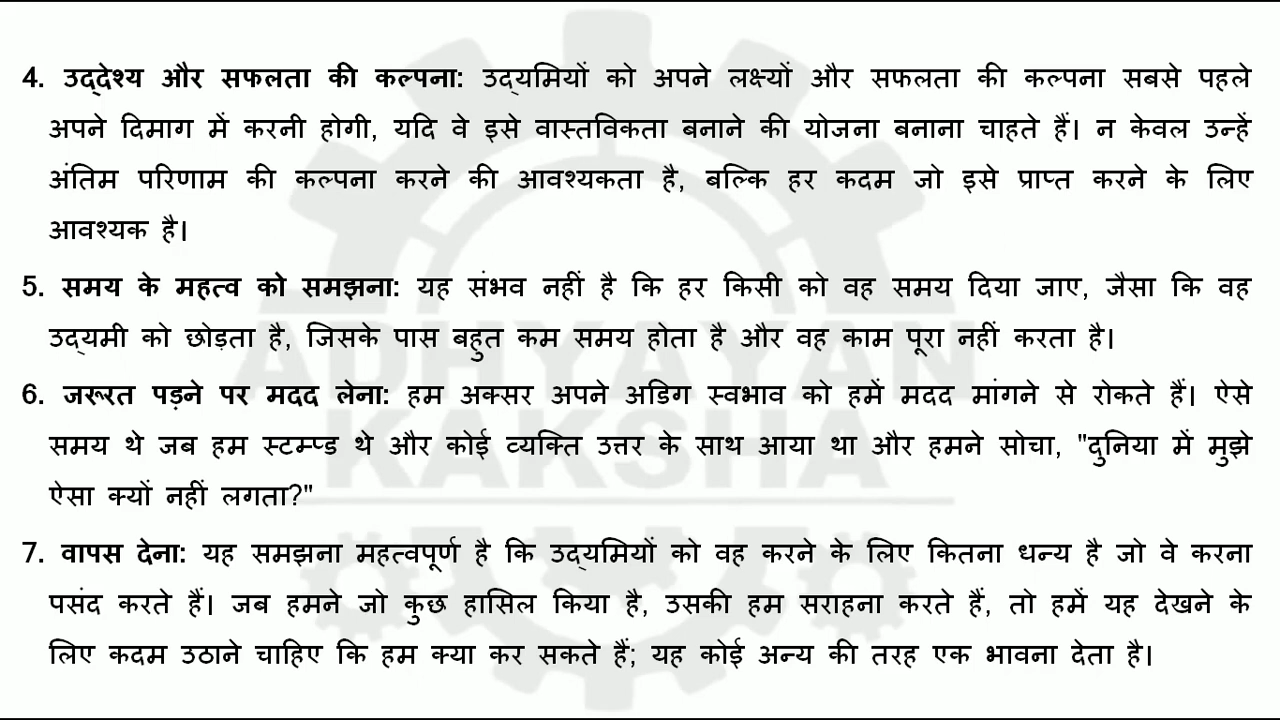 4. उद्देश्य और सफलता की कल्पना: उद्यमियों को अपने लक्ष्यों और सफलता की कल्पना सबसे पहले
अपने दिमाग में करनी होगी, यदि वे इसे वास्तविकता बनाने की योजना बनाना चाहते हैं। न केवल उन्हें
अंतिम परिणाम की कल्पना करने की आवश्यकता है, बल्कि हर कदम जो इसे प्राप्त करने के लिए
आवश्यक है।
5. समय के महत्व को समझना: यह संभव नहीं है कि हर किसी को वह समय दिया जाए, जैसा कि वह
उद्यमी को छोड़ता है, जिसके पास बहुत कम समय होता है और वह काम पूरा नहीं करता है।
6. जरूरत पड़ने पर मदद लेना: हम अक्सर अपने अडिग स्वभाव को हमें मदद मांगने से रोकते हैं। ऐसे
समय थे जब हम स्टम्प्ड थे और कोई व्यक्ति उत्तर के साथ आया था और हमने सोचा, "दुनिया में मुझे
ऐसा क्यों नहीं लगता?"
7. वापस देना: यह समझना महत्वपूर्ण है कि उद्यमियों को वह करने के लिए कितना धन्य है जो वे करना
पसंद करते हैं। जब हमने जो कुछ हासिल किया है, उसकी हम सराहना करते हैं, तो हमें यह देखने के
लिए कदम उठाने चाहिए कि हम क्या कर सकते हैं; यह कोई अन्य की तरह एक भावना देता है।
ADHYAYAN
KAKSHA